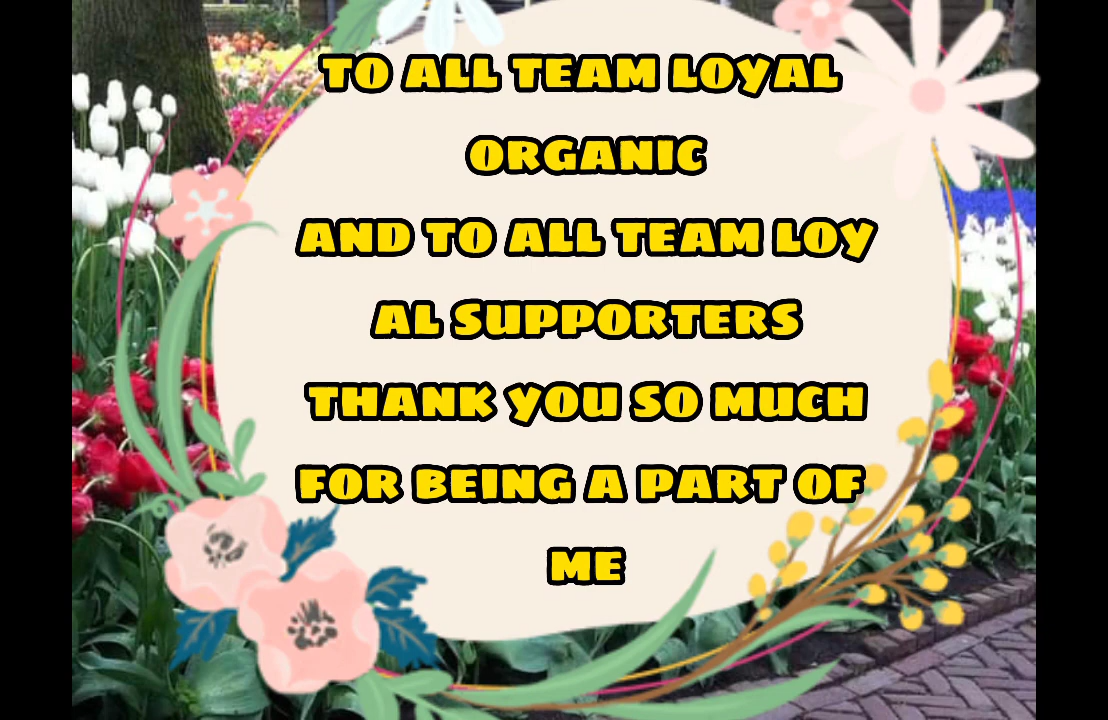 TO ALL TEAM LOYAL
ORGANIC
AND TO ALL TEAM LOY
AL SUPPORTERS
THANK YOU SO MUCH
FOR BEING A PART OF
ME